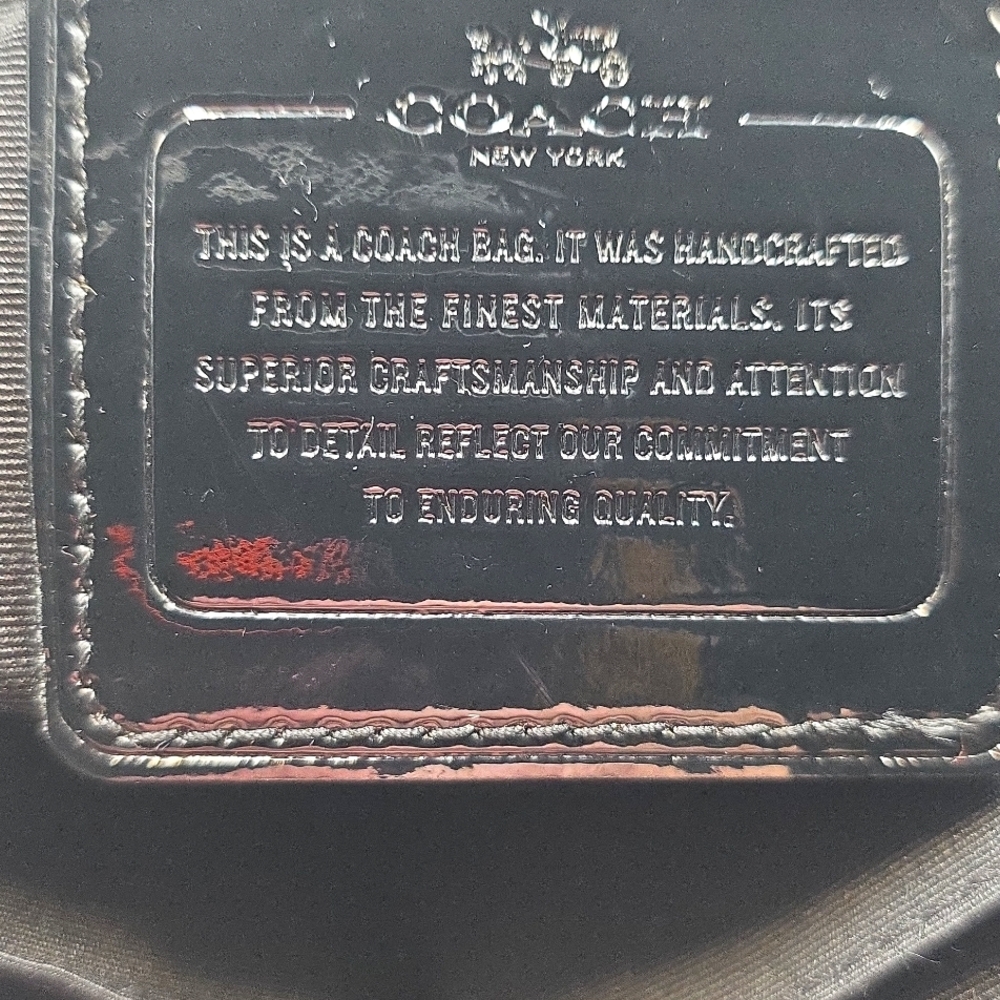 COACH
NEW YORK
THIS IS A COACH BAG. IT WAS HANDCRAFTED
FROM THE FINEST MATERIALS. ITS
SUPERIOR CRAFTSMANSHIP AND ATTENTION
TO DETAIL REFLECT OUR COMMITMENT
TO ENDURING QUALITY.